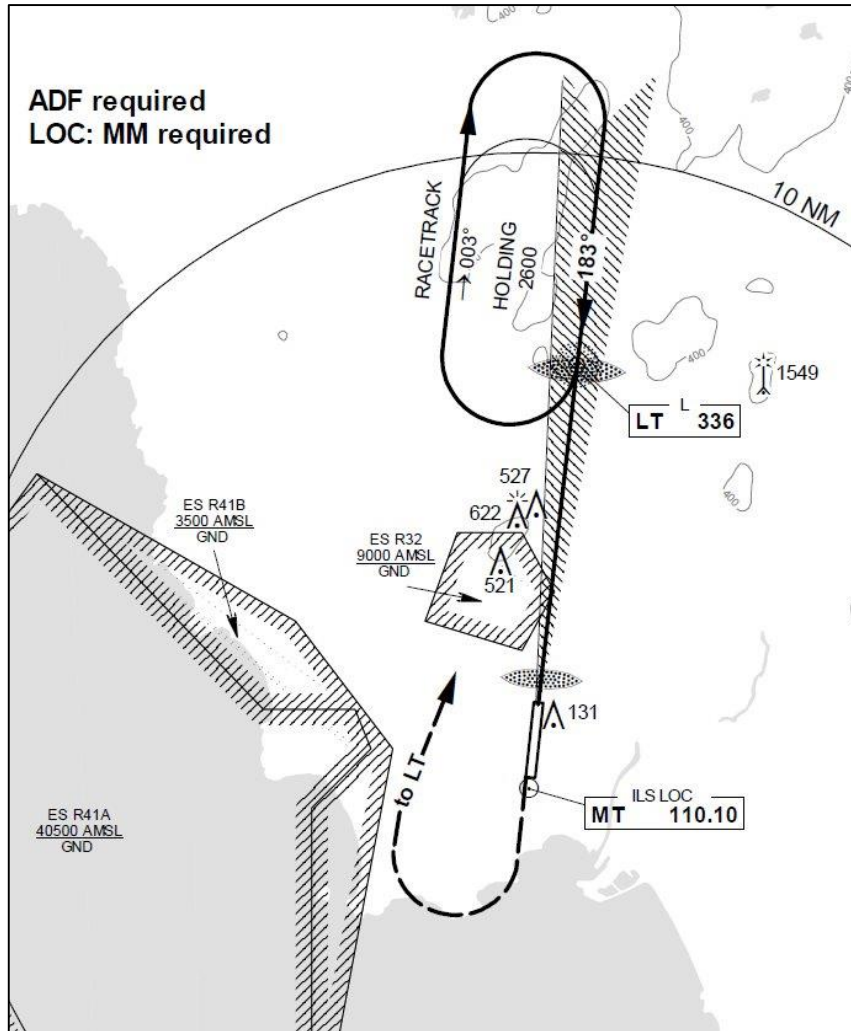 400
400
ADF required
LOC: MM required
400
10 NM
RACETRACK
003°
HOLDING
2600
183°
400
1549
L
LT 336
400
527
622
ES R41B
3500 AMSL
GND
ES R32
9000 AMSL
GND
521
131
to LT
ILS LOC
MT 110.10
ES R41A
40500 AMSL
GND